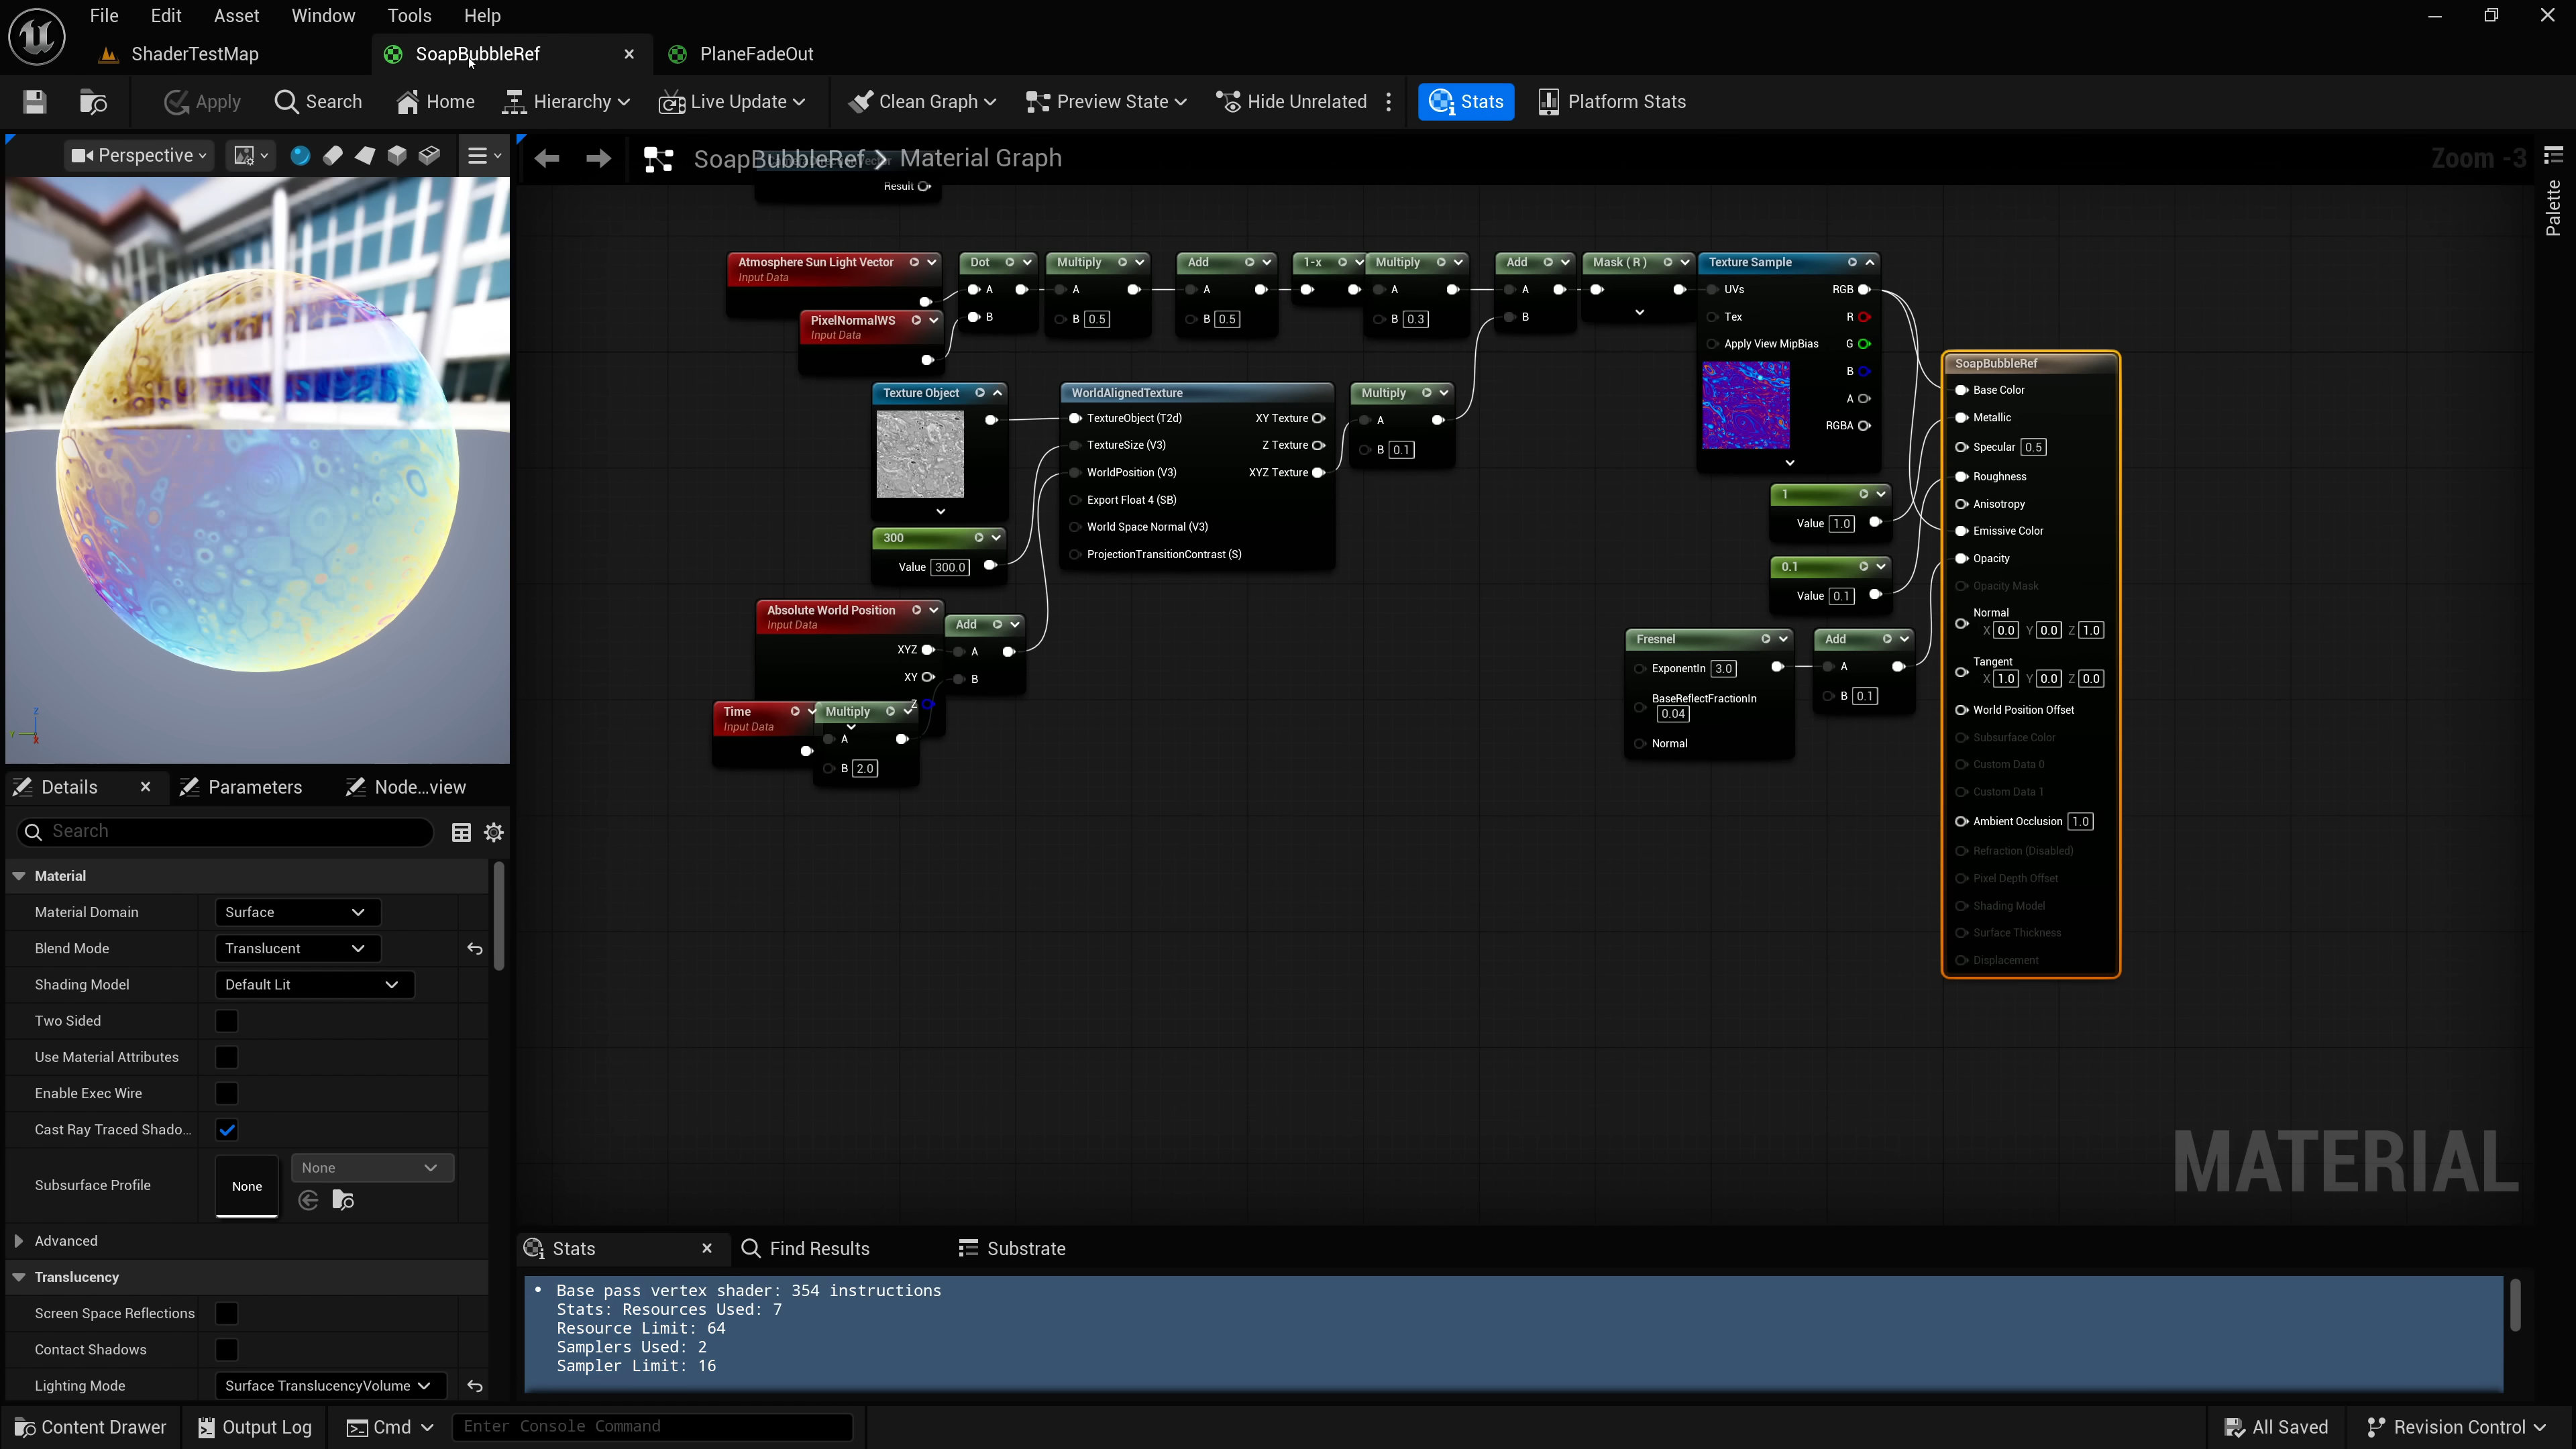 File Edit Asset Window Tools Help
ShaderTestMap
SoapBubbleRef
PlaneFadeOut
Apply Search Home Hierarchy Live Update Clean Graph Preview State Hide Unrelated Stats Platform Stats
Perspective
SoapBubbleRef Material Graph
Zoom -3
Palette
Result
Atmosphere Sun Light Vector
Input Data
PixelNormalWS
Input Data
Dot
A
B
Multiply
A
B 0.5
Add
A
B 0.5
1-x
Multiply
A
B 0.3
Add
A
B
Mask ( R )
Texture Sample
UVs RGB
Tex R
Apply View MipBias G
B
A
RGBA
Texture Object
300
Value 300.0
WorldAlignedTexture
TextureObject (T2d) XY Texture
TextureSize (V3) Z Texture
WorldPosition (V3) XYZ Texture
Export Float 4 (SB)
World Space Normal (V3)
ProjectionTransitionContrast (S)
Multiply
A
B 0.1
Absolute World Position
Input Data
XYZ
XY
Z
Add
A
B
Time
Input Data
Multiply
A
B 2.0
1
Value 1.0
0.1
Value 0.1
Fresnel
ExponentIn 3.0
BaseReflectFractionIn
0.04
Normal
Add
A
B 0.1
SoapBubbleRef
Base Color
Metallic
Specular 0.5
Roughness
Anisotropy
Emissive Color
Opacity
Opacity Mask
Normal
X 0.0 Y 0.0 Z 1.0
Tangent
X 1.0 Y 0.0 Z 0.0
World Position Offset
Subsurface Color
Custom Data 0
Custom Data 1
Ambient Occlusion 1.0
Refraction (Disabled)
Pixel Depth Offset
Shading Model
Surface Thickness
Displacement
MATERIAL
Z
Details Parameters Node...view
Search
Material
Material Domain Surface
Blend Mode Translucent
Shading Model Default Lit
Two Sided
Use Material Attributes
Enable Exec Wire
Cast Ray Traced Shado...
Subsurface Profile None None
Advanced
Translucency
Screen Space Reflections
Contact Shadows
Lighting Mode Surface TranslucencyVolume
Stats Find Results Substrate
• Base pass vertex shader: 354 instructions
Stats: Resources Used: 7
Resource Limit: 64
Samplers Used: 2
Sampler Limit: 16
Content Drawer Output Log Cmd Enter Console Command All Saved Revision Control